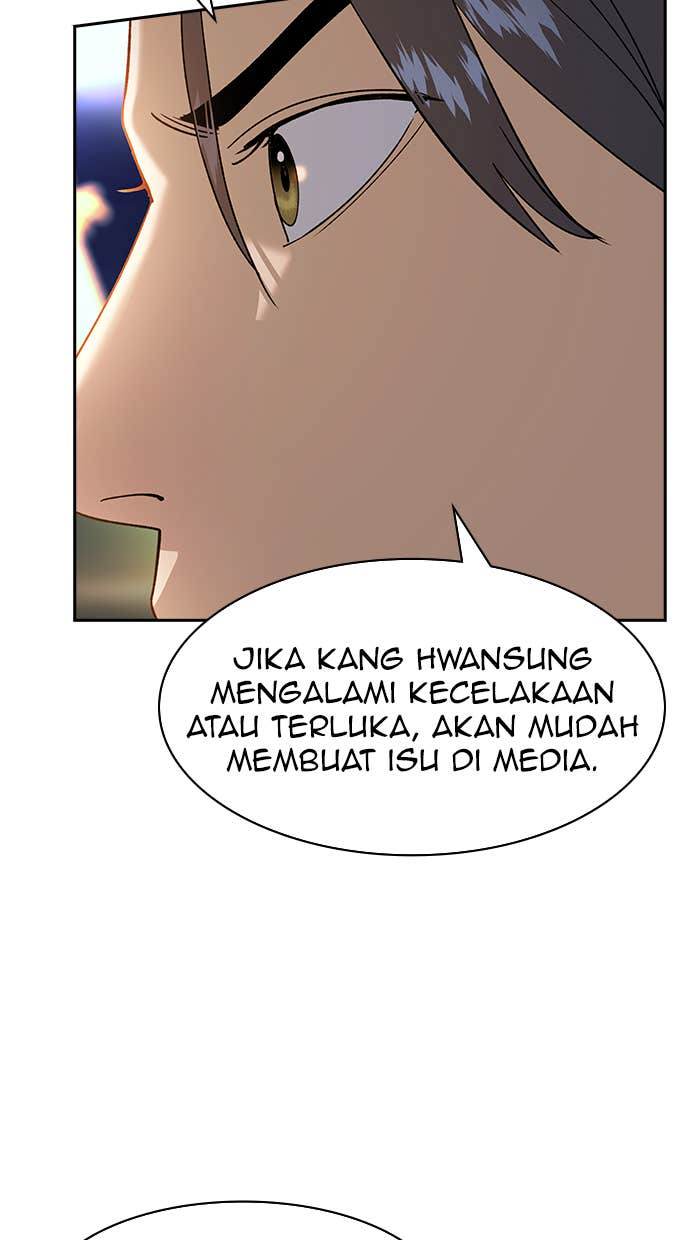 JIKA KANG HWANSUNG
MENGALAMI KECELAKAAN
ATAU TERLUKA, AKAN MUDAH
MEMBUAT ISU DI MEDIA.